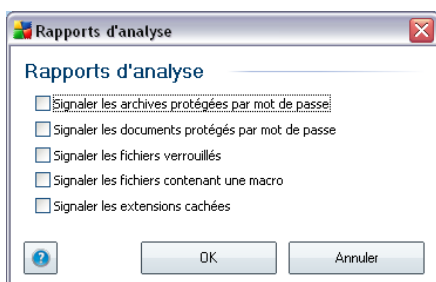 Rapports d'analyse
Rapports d'analyse
Signaler les archives protégées par mot de passe
Signaler les documents protégés par mot de passe
Signaler les fichiers verrouillés
Signaler les fichiers contenant une macro
Signaler les extensions cachées
? OK Annuler